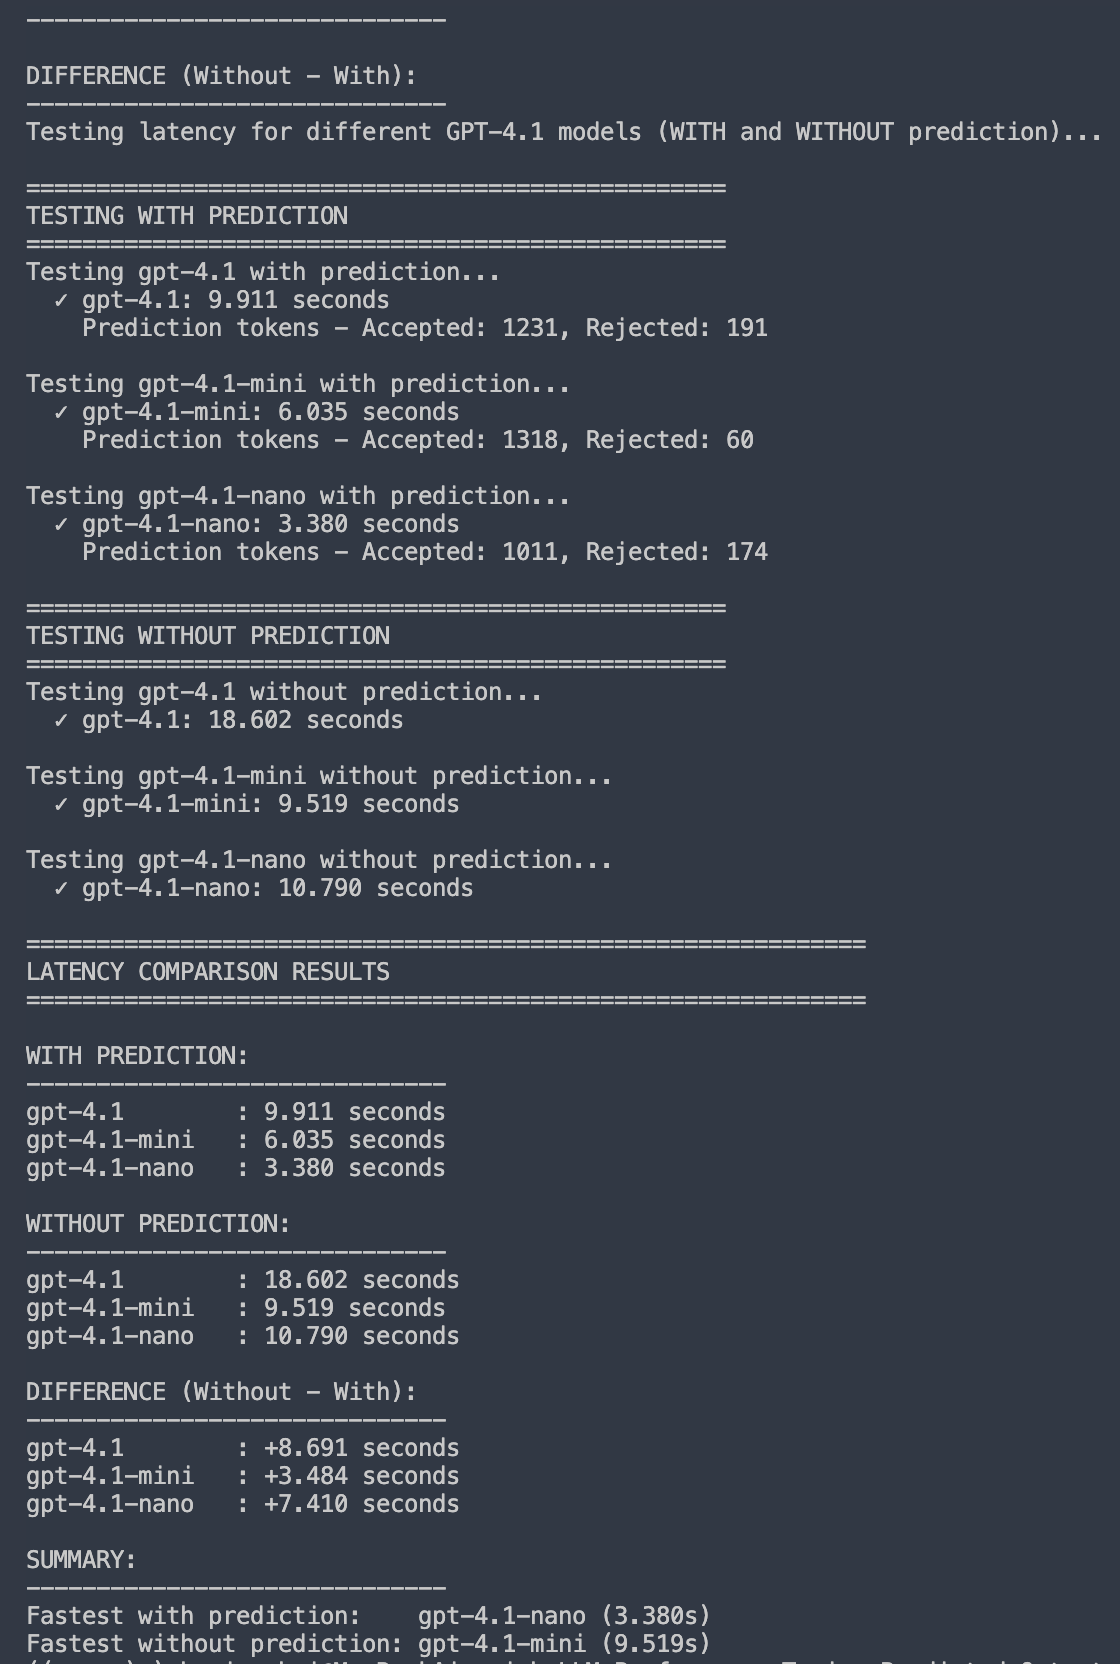 ------------------------------
DIFFERENCE (Without - With):
------------------------------
Testing latency for different GPT-4.1 models (WITH and WITHOUT prediction)...
==================================================
TESTING WITH PREDICTION
==================================================
Testing gpt-4.1 with prediction...
  ✓ gpt-4.1: 9.911 seconds
    Prediction tokens - Accepted: 1231, Rejected: 191
Testing gpt-4.1-mini with prediction...
  ✓ gpt-4.1-mini: 6.035 seconds
    Prediction tokens - Accepted: 1318, Rejected: 60
Testing gpt-4.1-nano with prediction...
  ✓ gpt-4.1-nano: 3.380 seconds
    Prediction tokens - Accepted: 1011, Rejected: 174
==================================================
TESTING WITHOUT PREDICTION
==================================================
Testing gpt-4.1 without prediction...
  ✓ gpt-4.1: 18.602 seconds
Testing gpt-4.1-mini without prediction...
  ✓ gpt-4.1-mini: 9.519 seconds
Testing gpt-4.1-nano without prediction...
  ✓ gpt-4.1-nano: 10.790 seconds
============================================================
LATENCY COMPARISON RESULTS
============================================================
WITH PREDICTION:
------------------------------
gpt-4.1        : 9.911 seconds
gpt-4.1-mini   : 6.035 seconds
gpt-4.1-nano   : 3.380 seconds
WITHOUT PREDICTION:
------------------------------
gpt-4.1        : 18.602 seconds
gpt-4.1-mini   : 9.519 seconds
gpt-4.1-nano   : 10.790 seconds
DIFFERENCE (Without - With):
------------------------------
gpt-4.1        : +8.691 seconds
gpt-4.1-mini   : +3.484 seconds
gpt-4.1-nano   : +7.410 seconds
SUMMARY:
------------------------------
Fastest with prediction:    gpt-4.1-nano (3.380s)
Fastest without prediction: gpt-4.1-mini (9.519s)